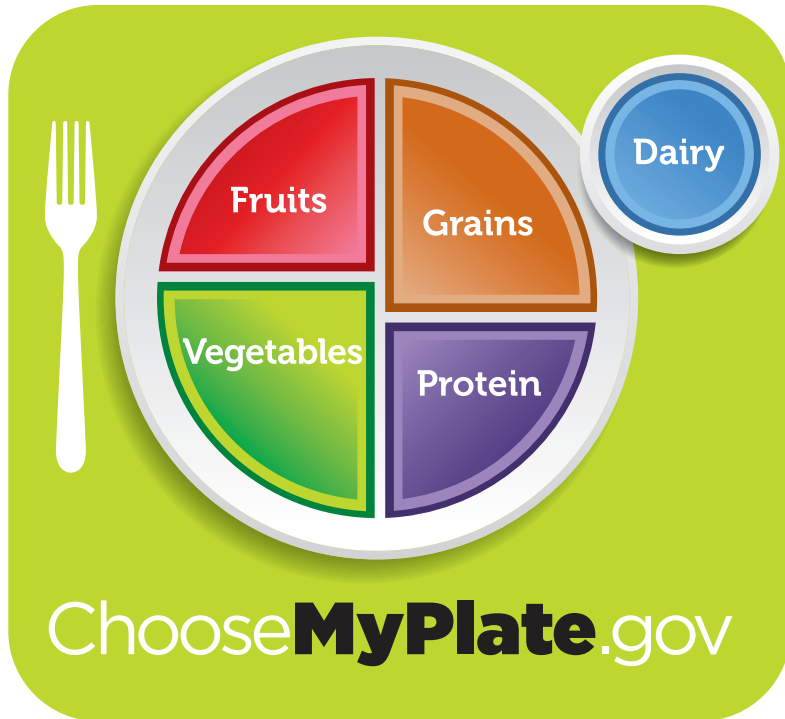 Fruits
Grains
Dairy
Vegetables
Protein
ChooseMyPlate.gov